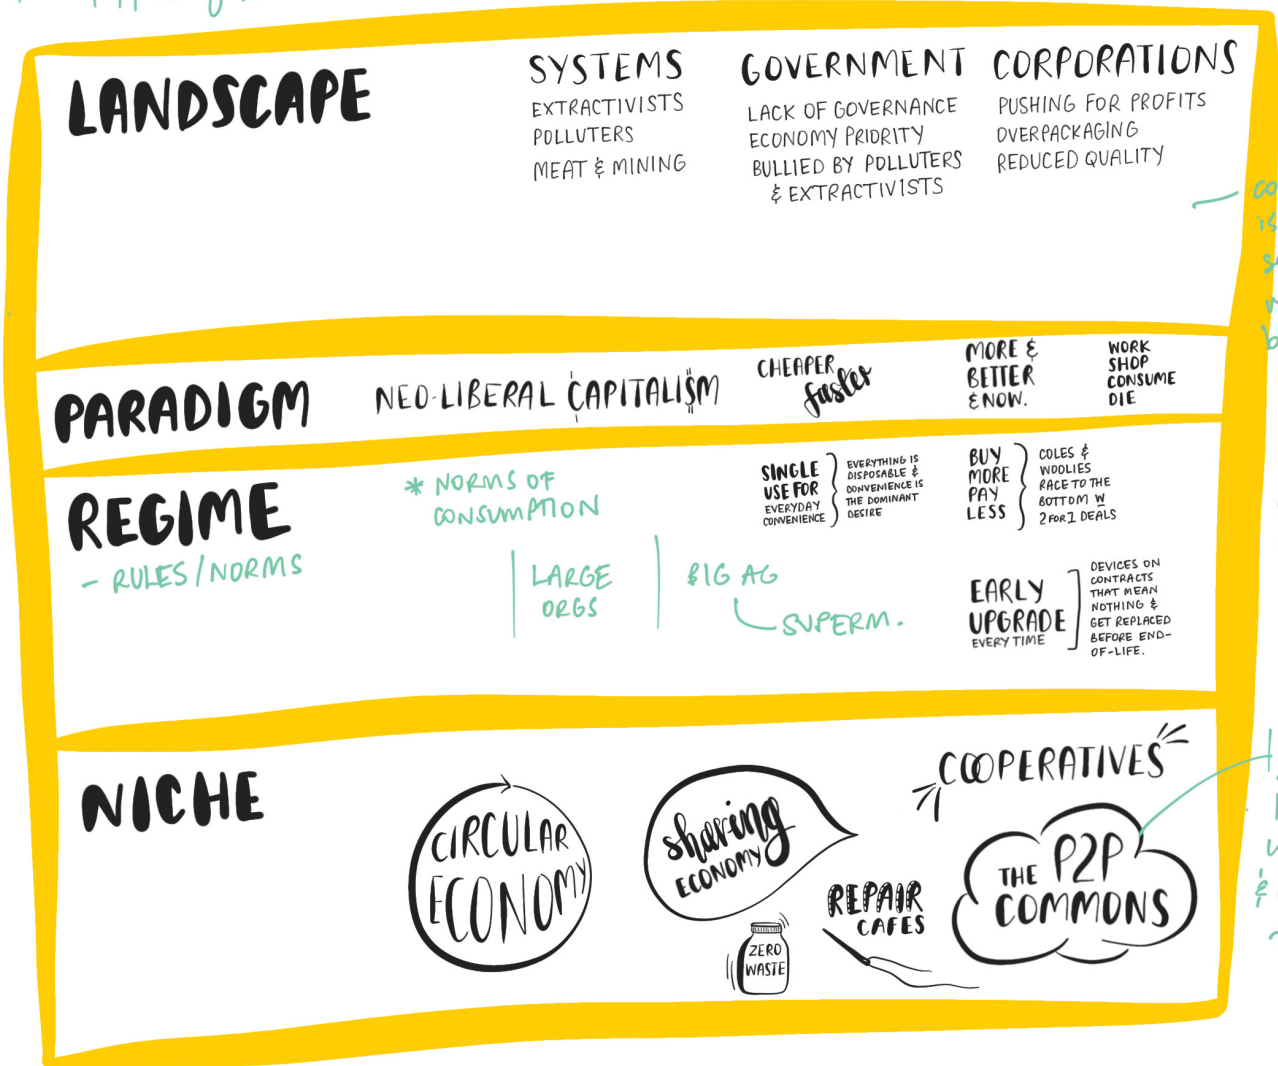 LANDSCAPE
SYSTEMS
EXTRACTIVISTS
POLLUTERS
MEAT & MINING
GOVERNMENT
LACK OF GOVERNANCE
ECONOMY PRIORITY
BULLIED BY POLLUTERS
& EXTRACTIVISTS
CORPORATIONS
PUSHING FOR PROFITS
OVERPACKAGING
REDUCED QUALITY
is
PARADIGM
NEO-LIBERAL CAPITALISM
CHEAPER
faster
MORE &
BETTER
& NOW.
WORK
SHOP
CONSUME
DIE
REGIME
- RULES/NORMS
* NORMS OF
CONSUMPTION
LARGE
ORGS
BIG AG
SUPERM.
SINGLE
USE FOR
EVERYDAY
CONVENIENCE
EVERYTHING IS
DISPOSABLE &
CONVENIENCE IS
THE DOMINANT
DESIRE
BUY
MORE
PAY
LESS
COLES &
WOOLIES
RACE TO THE
BOTTOM W
2 FOR 1 DEALS
EARLY
UPGRADE
EVERY TIME
DEVICES ON
CONTRACTS
THAT MEAN
NOTHING &
GET REPLACED
BEFORE END-
OF-LIFE.
NICHE
CIRCULAR
ECONOMY
sharing
ECONOMY
ZERO
WASTE
REPAIR
CAFES
COOPERATIVES
THE P2P
COMMONS
&